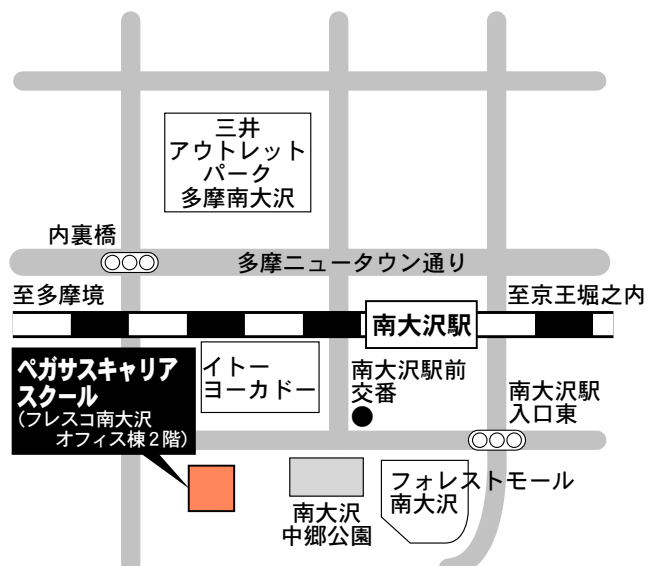 三井
アウトレット
パーク
多摩南大沢
内裏橋
多摩ニュータウン通り
至多摩境
至京王堀之内
南大沢駅
ペガサスキャリア
スクール
(フレスコ南大沢
オフィス棟2階)
イトー
ヨーカドー
南大沢駅前
交番
南大沢駅
入口東
フォレストモール
南大沢
南大沢
中郷公園